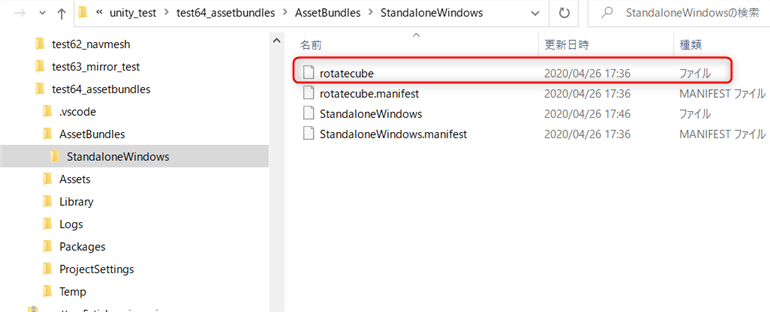 « unity_test > test64_assetbundles > AssetBundles > StandaloneWindows
StandaloneWindowsの検索
test62_navmesh
test63_mirror_test
test64_assetbundles
.vscode
AssetBundles
StandaloneWindows
Assets
Library
Logs
Packages
ProjectSettings
Temp
名前 更新日時 種類
rotatecube 2020/04/26 17:36 ファイル
rotatecube.manifest 2020/04/26 17:36 MANIFEST ファイル
StandaloneWindows 2020/04/26 17:46 ファイル
StandaloneWindows.manifest 2020/04/26 17:36 MANIFEST ファイル